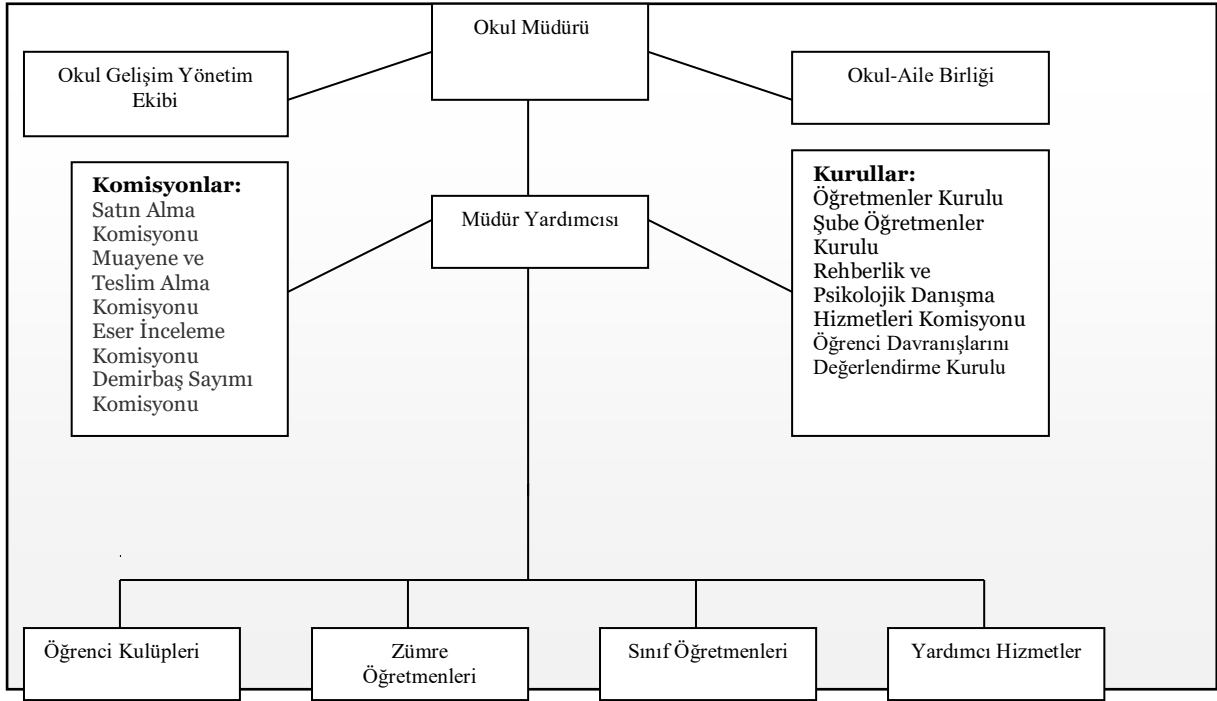 Okul Müdürü
Okul Gelişim Yönetim
Ekibi
Okul-Aile Birliği
Komisyonlar:
Satın Alma
Komisyonu
Muayene ve
Teslim Alma
Komisyonu
Eser İnceleme
Komisyonu
Demirbaş Sayımı
Komisyonu
Müdür Yardımcısı
Kurullar:
Öğretmenler Kurulu
Şube Öğretmenler
Kurulu
Rehberlik ve
Psikolojik Danışma
Hizmetleri Komisyonu
Öğrenci Davranışlarını
Değerlendirme Kurulu
Öğrenci Kulüpleri
Zümre
Öğretmenleri
Sınıf Öğretmenleri
Yardımcı Hizmetler